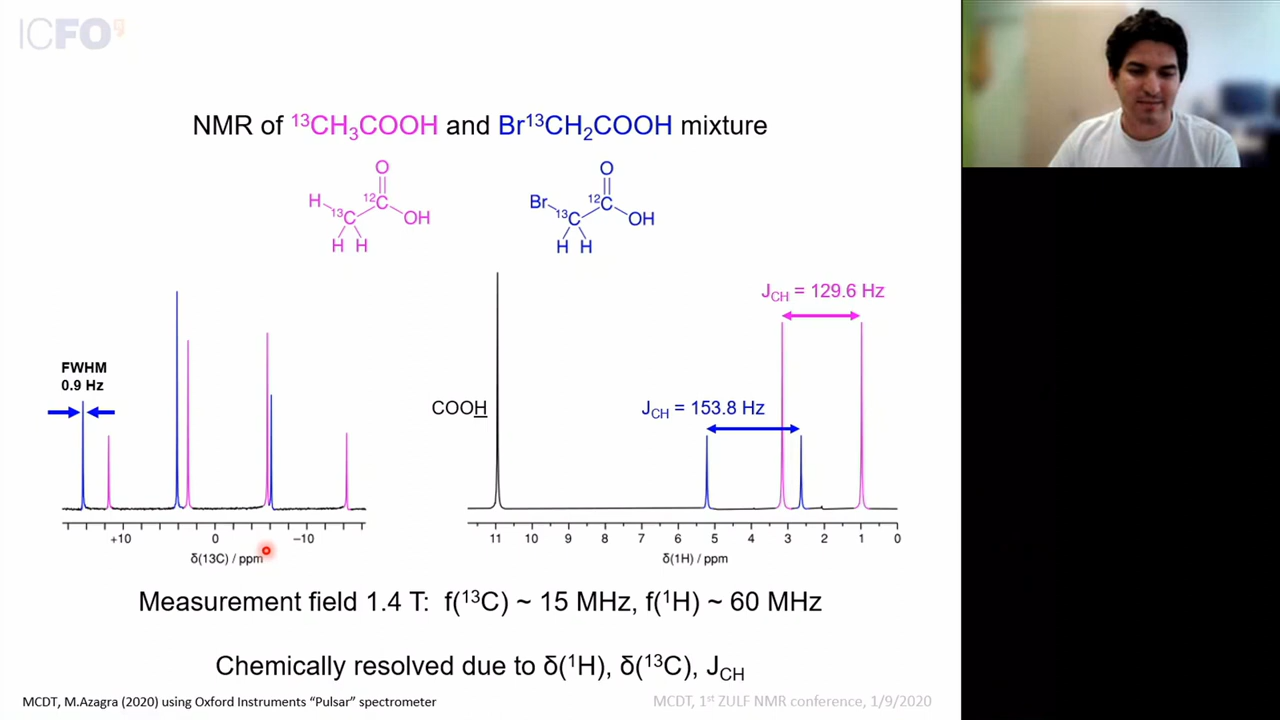 ICFO
NMR of ¹³CH₃COOH and Br¹³CH₂COOH mixture
O
H
¹²C
¹³C
OH
H H
O
Br
¹²C
¹³C
OH
H H
J_CH = 129.6 Hz
FWHM
0.9 Hz
COOH
J_CH = 153.8 Hz
+10 0 −10
δ(13C) / ppm
11 10 9 8 7 6 5 4 3 2 1 0
δ(1H) / ppm
Measurement field 1.4 T: f(¹³C) ~ 15 MHz, f(¹H) ~ 60 MHz
Chemically resolved due to δ(¹H), δ(¹³C), J_CH
MCDT, M.Azagra (2020) using Oxford Instruments “Pulsar” spectrometer
MCDT, 1ˢᵗ ZULF NMR conference, 1/9/2020